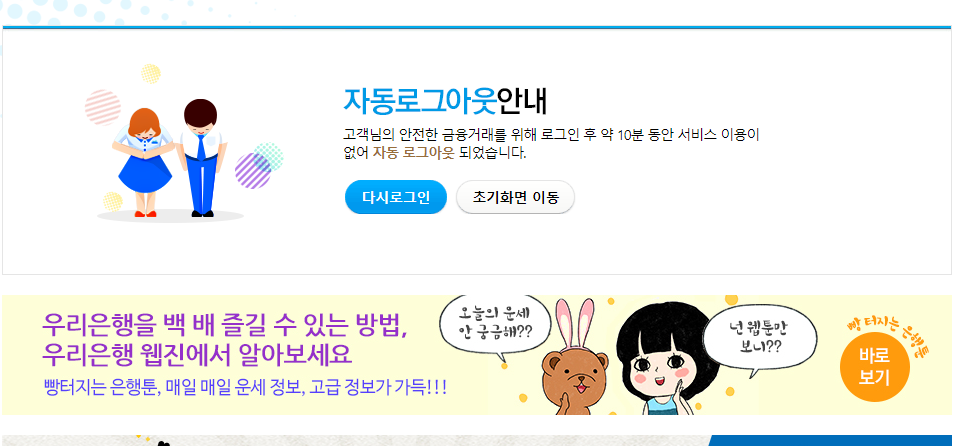 자동로그아웃안내
고객님의 안전한 금융거래를 위해 로그인 후 약 10분 동안 서비스 이용이
없어 자동 로그아웃 되었습니다.
다시로그인
초기화면 이동
우리은행을 백 배 즐길 수 있는 방법,
우리은행 웹진에서 알아보세요
빵터지는 은행툰, 매일 매일 운세 정보, 고급 정보가 가득!!!
오늘의 운세
안 궁금해??
넌 웹툰만
보니??
빵 터지는 은행툰
바로
보기